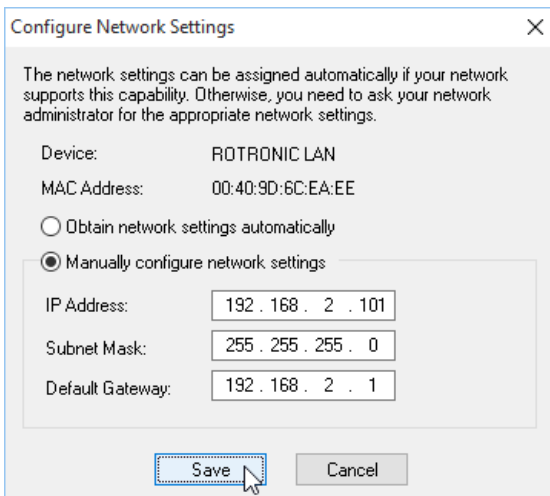 Configure Network Settings
The network settings can be assigned automatically if your network
supports this capability. Otherwise, you need to ask your network
administrator for the appropriate network settings.
Device: ROTRONIC LAN
MAC Address: 00:40:9D:6C:EA:EE
Obtain network settings automatically
Manually configure network settings
IP Address: 192 . 168 . 2 . 101
Subnet Mask: 255 . 255 . 255 . 0
Default Gateway: 192 . 168 . 2 . 1
Save Cancel